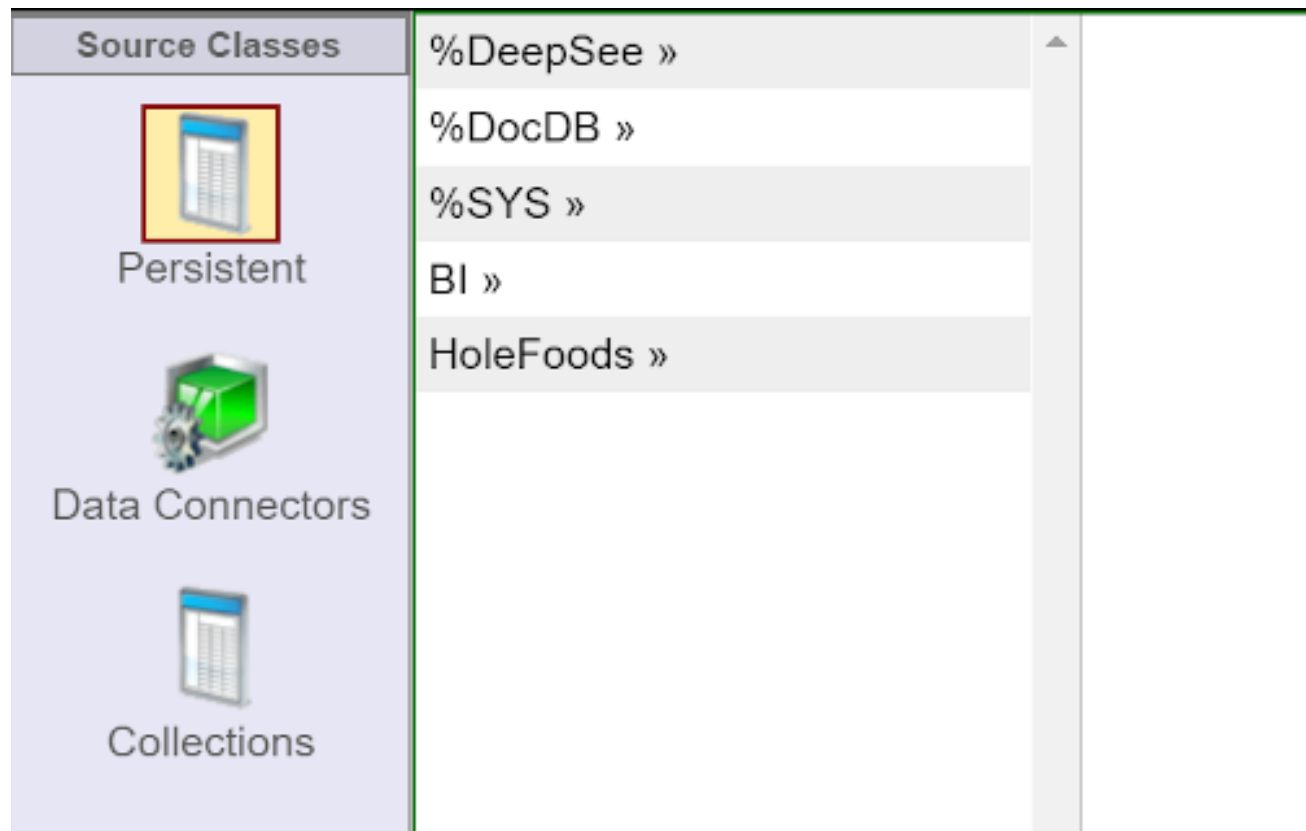 Source Classes
Persistent
Data Connectors
Collections
%DeepSee »
%DocDB »
%SYS »
BI »
HoleFoods »